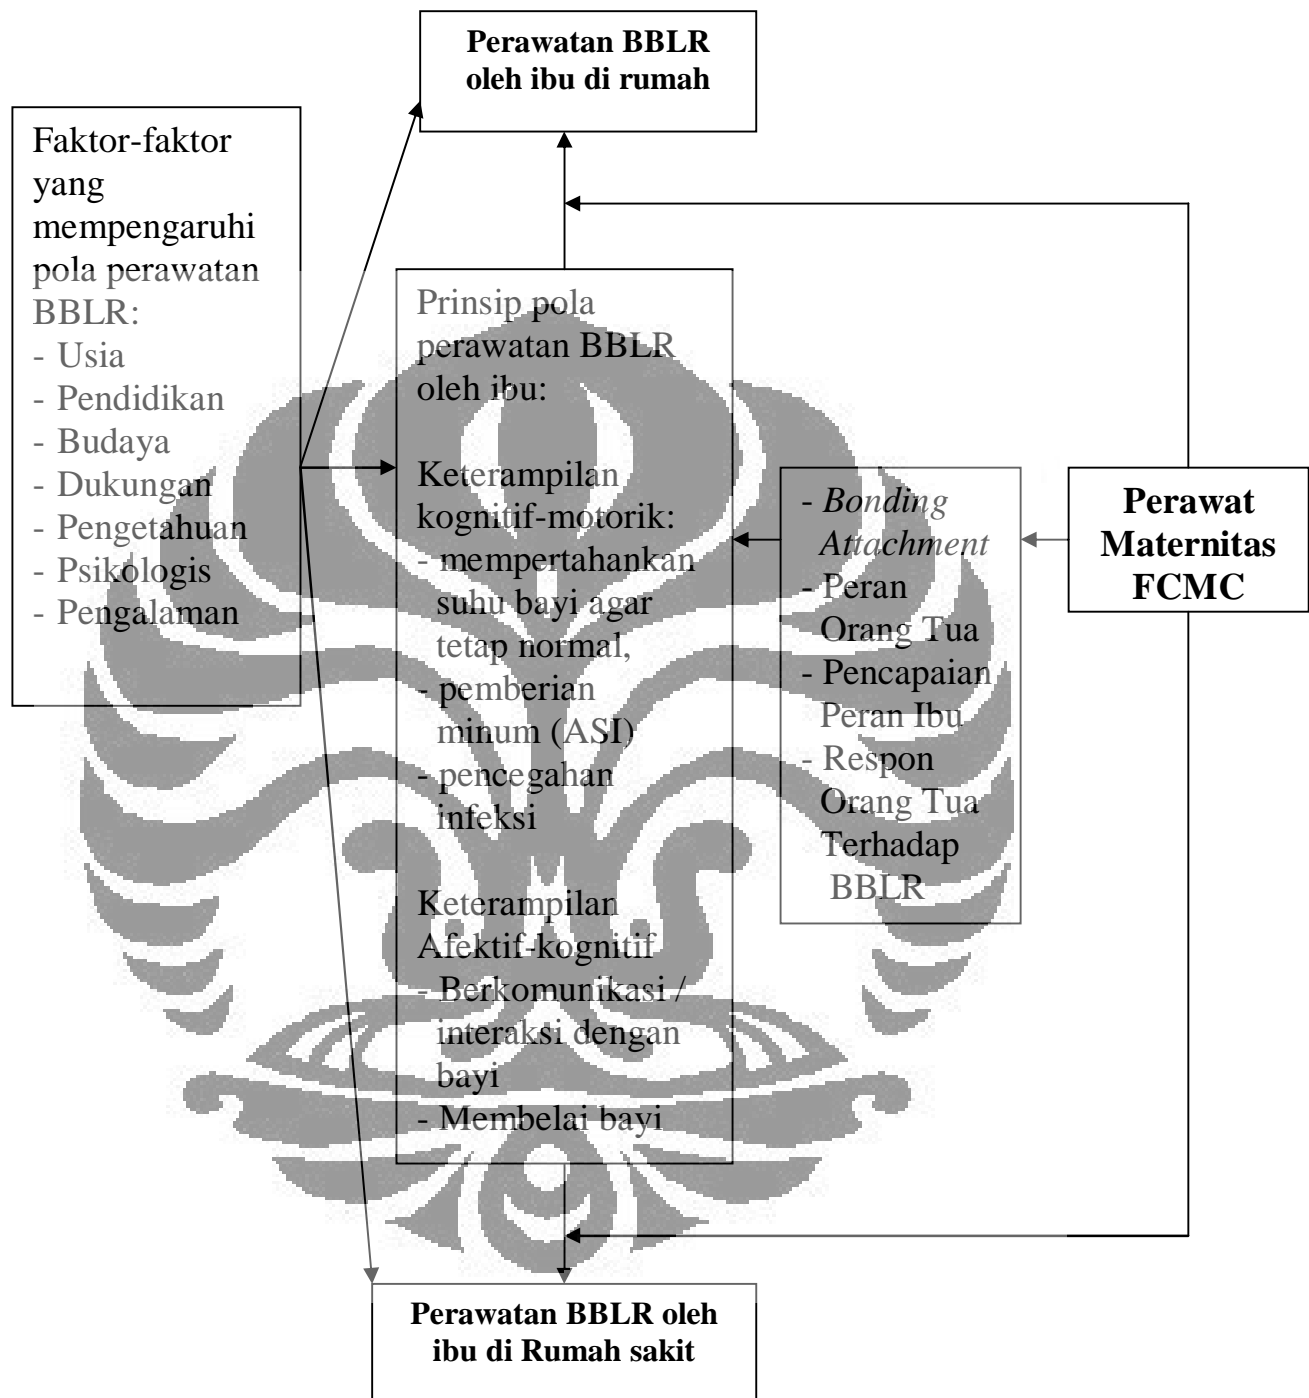 Perawatan BBLR
oleh ibu di rumah
Faktor-faktor
yang
mempengaruhi
pola perawatan
BBLR:
- Usia
- Pendidikan
- Budaya
- Dukungan
- Pengetahuan
- Psikologis
- Pengalaman
Prinsip pola
perawatan BBLR
oleh ibu:
Keterampilan
kognitif-motorik:
- mempertahankan
suhu bayi agar
tetap normal,
- pemberian
minum (ASI)
- pencegahan
infeksi
Keterampilan
Afektif-kognitif
- Berkomunikasi /
interaksi dengan
bayi
- Membelai bayi
- Bonding
Attachment
- Peran
Orang Tua
- Pencapaian
Peran Ibu
- Respon
Orang Tua
Terhadap
BBLR
Perawat
Maternitas
FCMC
Perawatan BBLR oleh
ibu di Rumah sakit